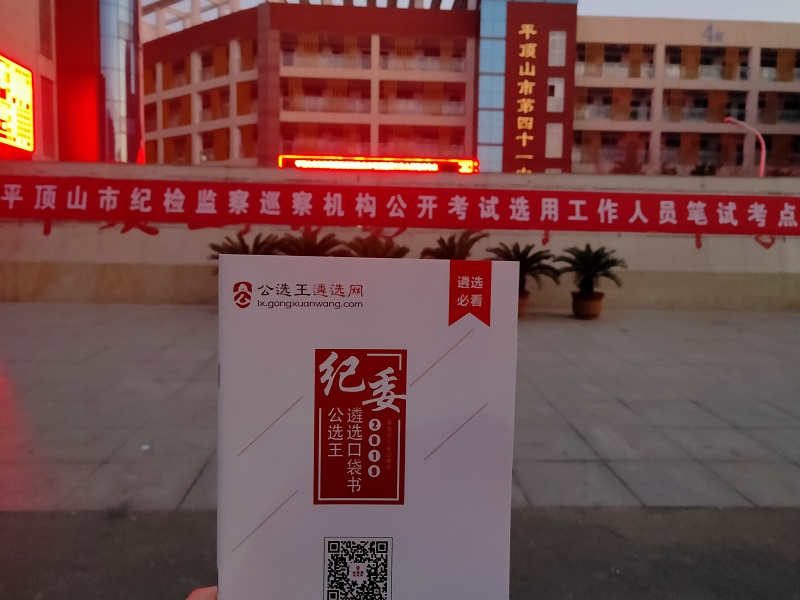 4
平顶山市第四十一
平顶山市纪检监察巡察机构公开考试选用工作人员笔试考点
公选王遴选网
lx.gongxuanwang.com
遴选
必看
纪委
2018
遴选口袋书
公选王